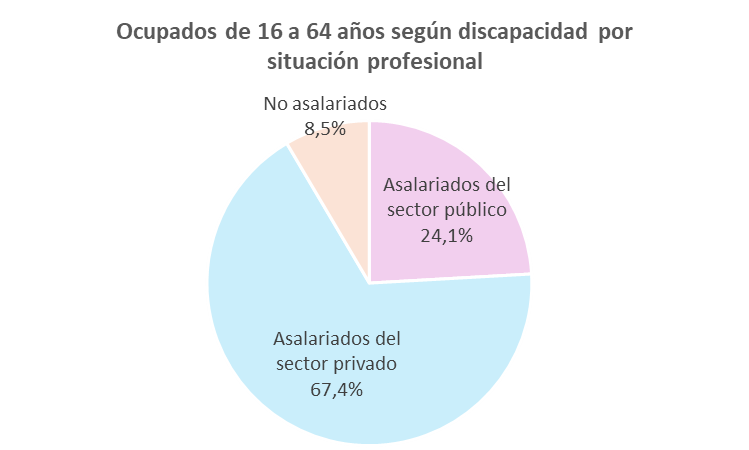 Ocupados de 16 a 64 años según discapacidad por
situación profesional
No asalariados
8,5%
Asalariados del
sector público
24,1%
Asalariados del
sector privado
67,4%